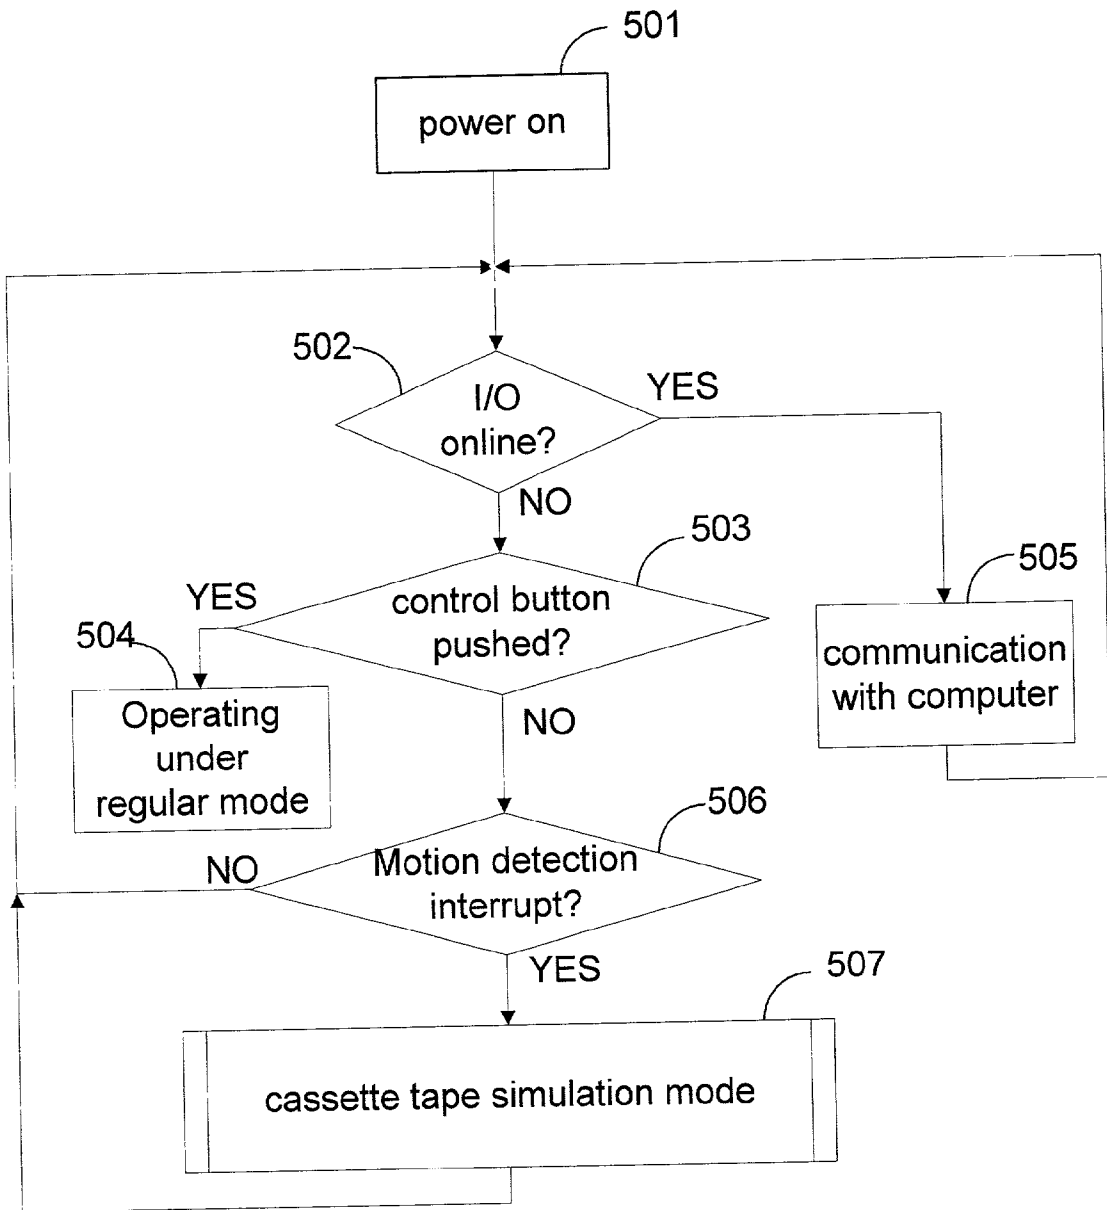 501
power on
502
I/O
online?
YES
NO
503
control button
pushed?
YES
504
Operating
under
regular mode
505
communication
with computer
NO
506
Motion detection
interrupt?
NO
YES
507
cassette tape simulation mode